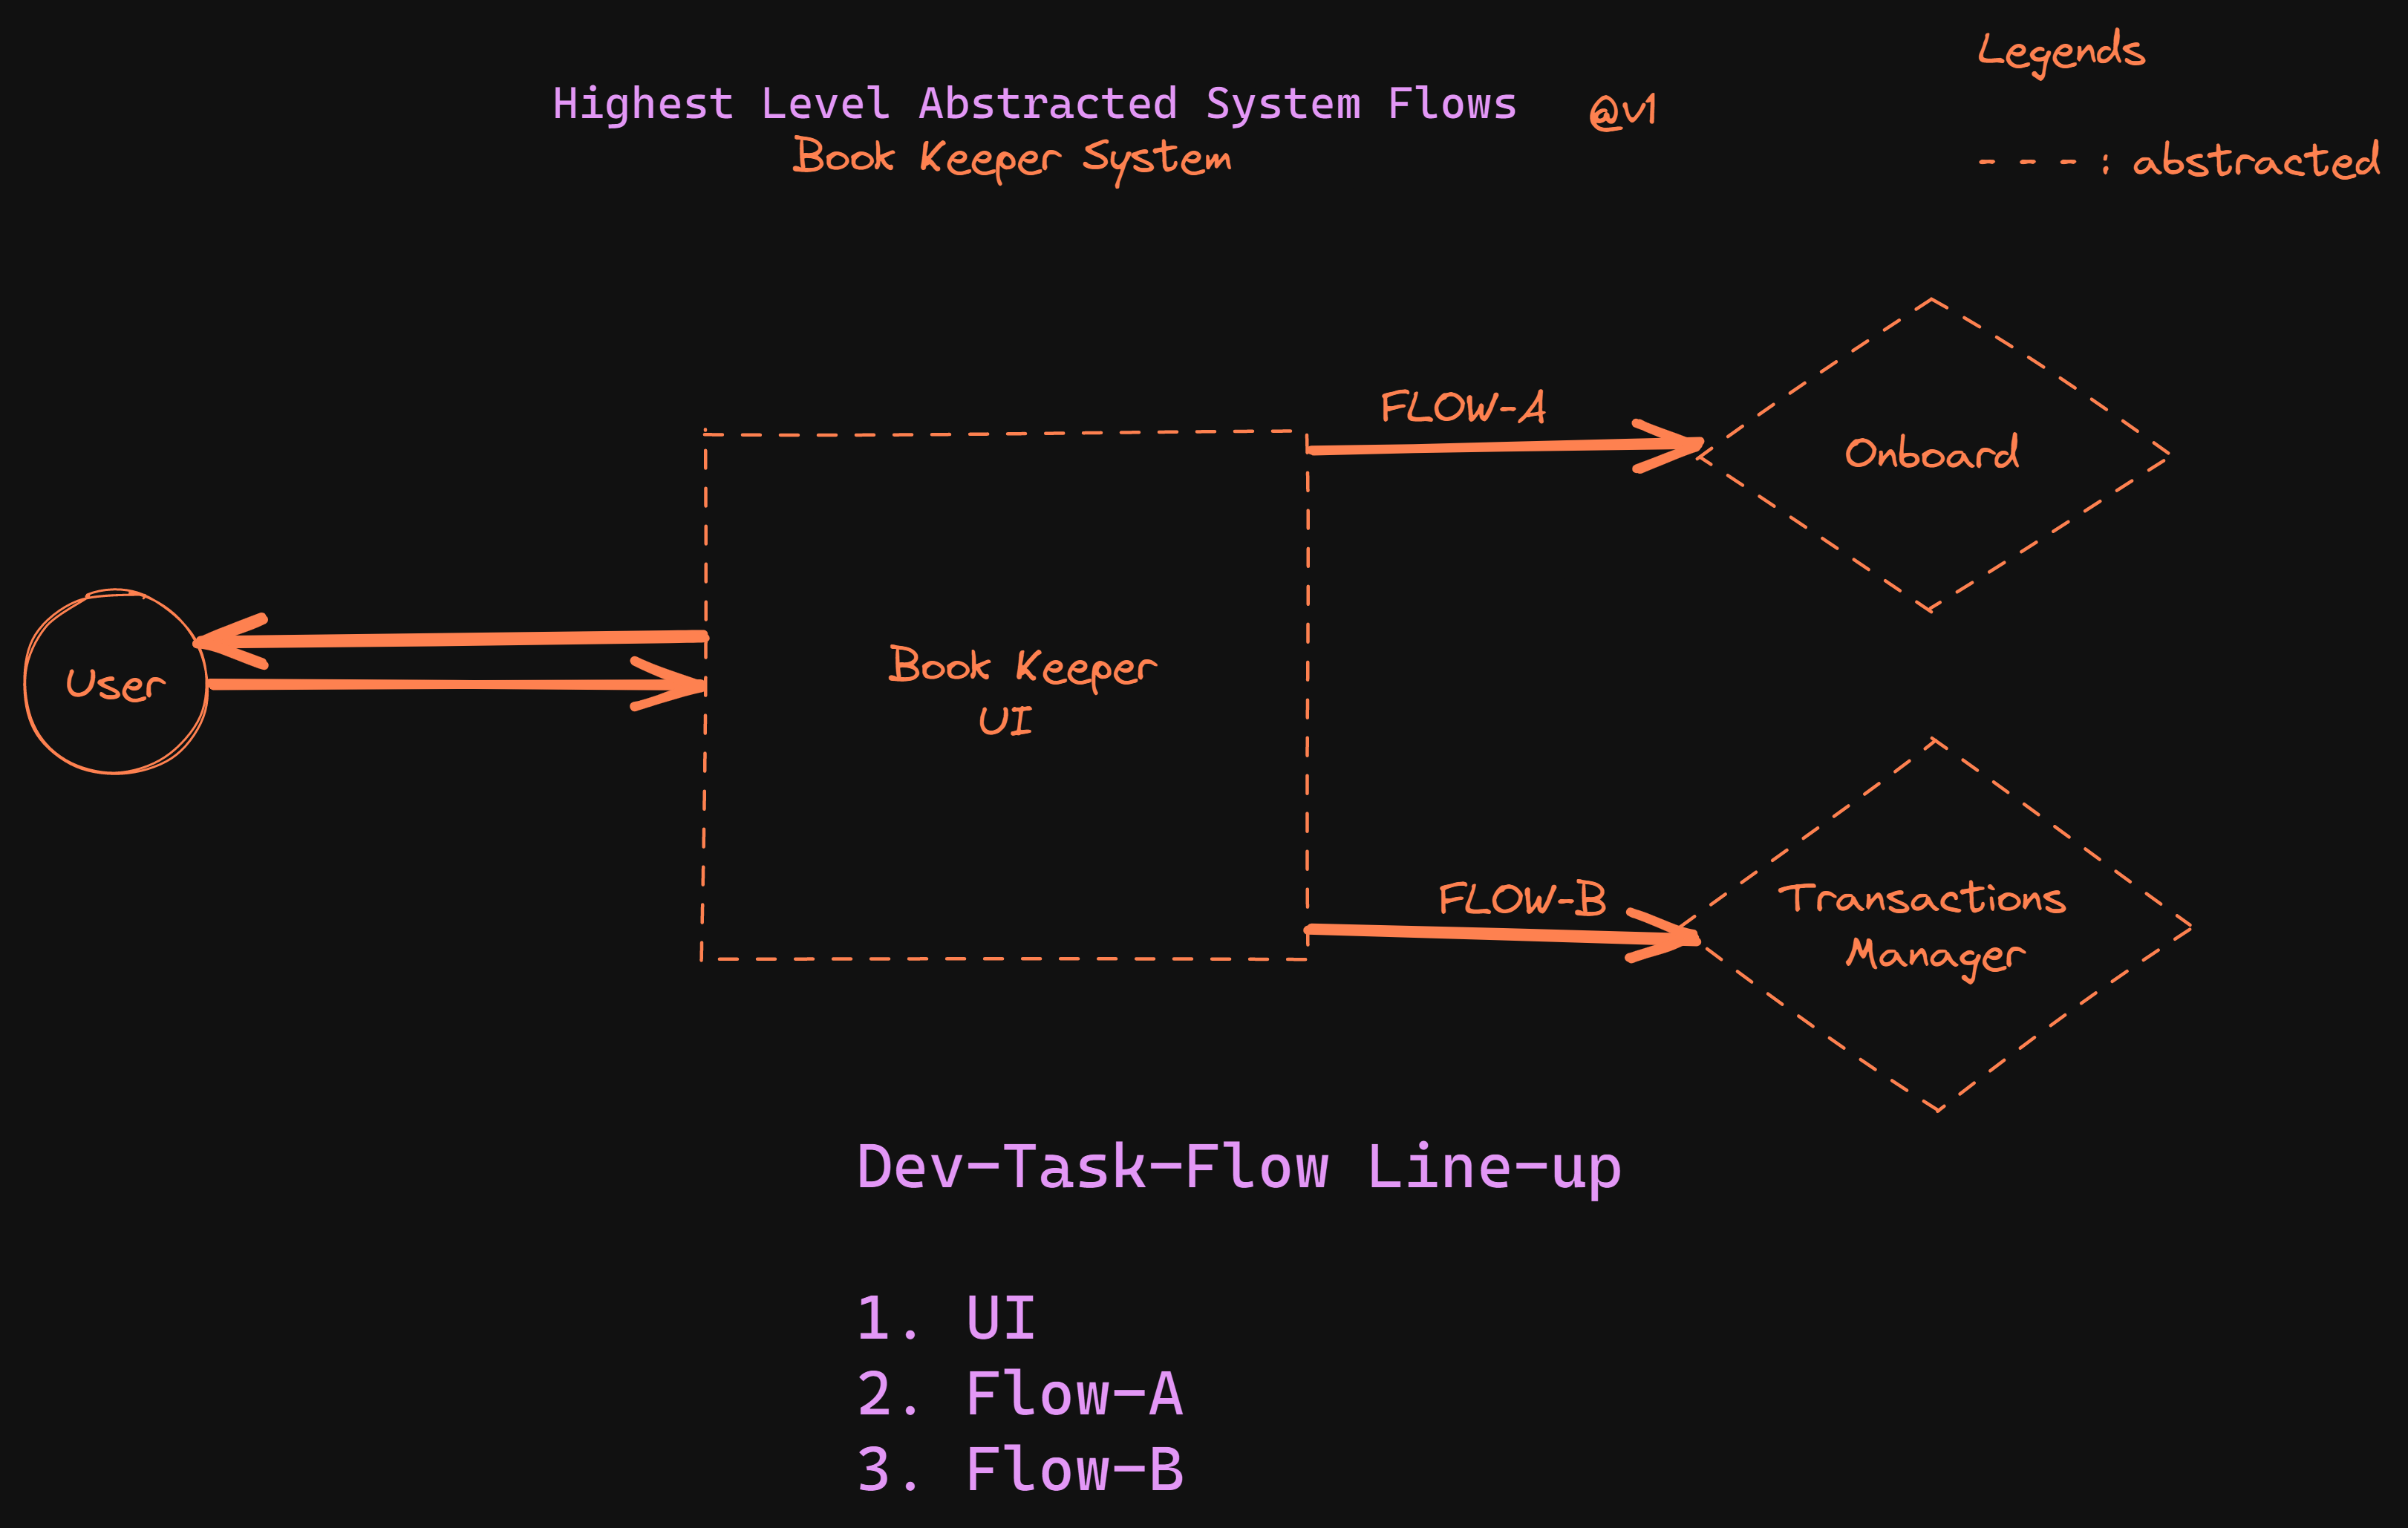 Legends
Highest Level Abstracted System Flows @v1
Book Keeper System
- - - : abstracted
FLOW-A
Onboard
User
Book Keeper
UI
FLOW-B
Transactions
Manager
Dev-Task-Flow Line-up
1. UI
2. Flow-A
3. Flow-B